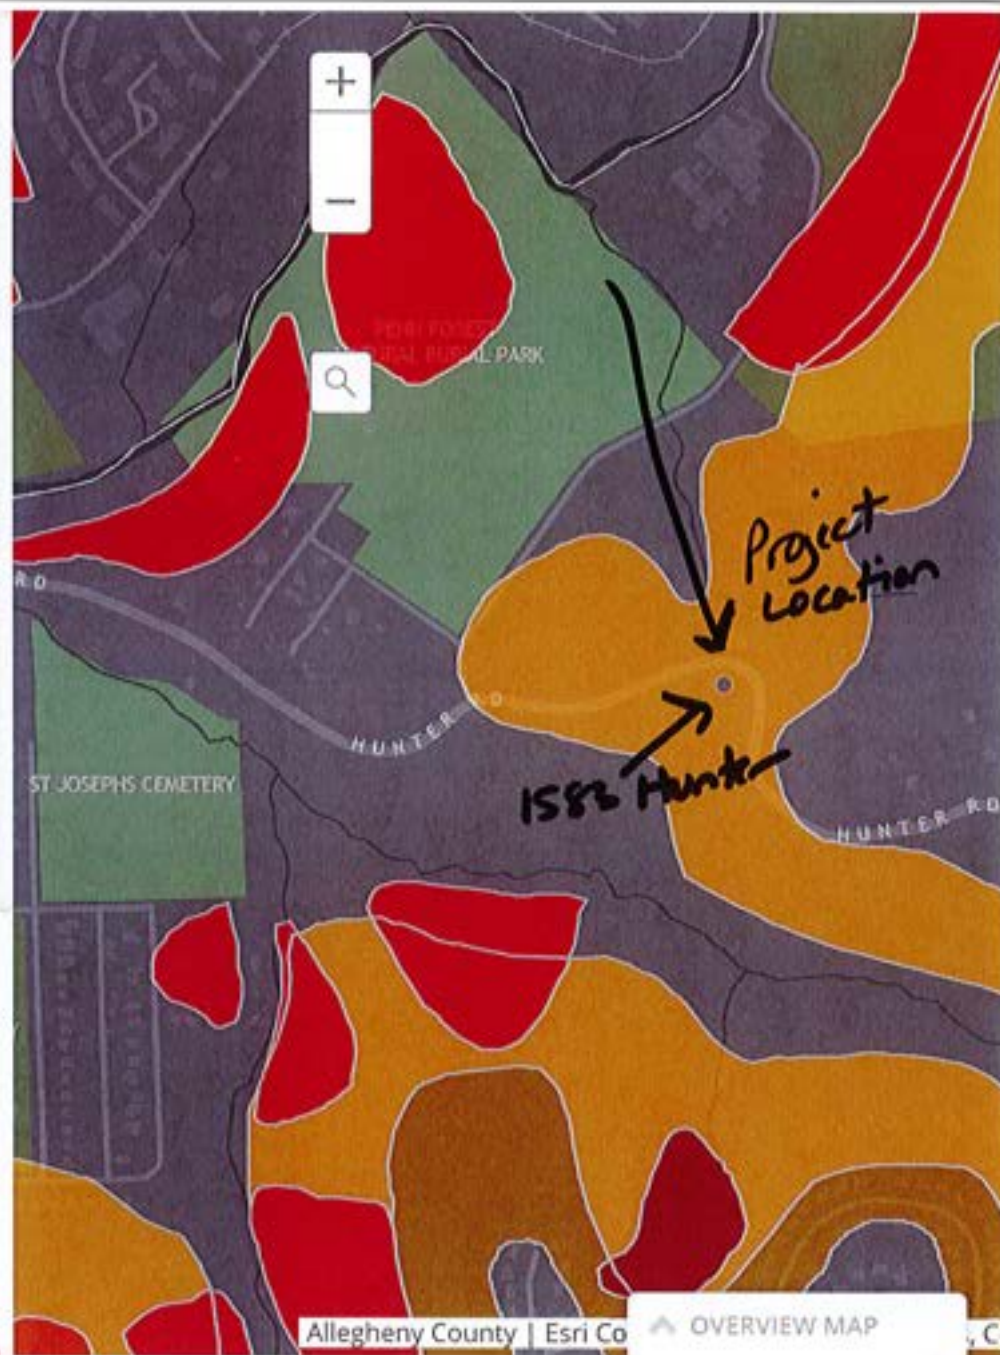 +
−
PENN FOREST
NATURAL BURIAL PARK
Project
Location
RD
HUNTER RD
1583 Hunter
ST JOSEPHS CEMETERY
HUNTER RD
Allegheny County | Esri Co
OVERVIEW MAP
, C